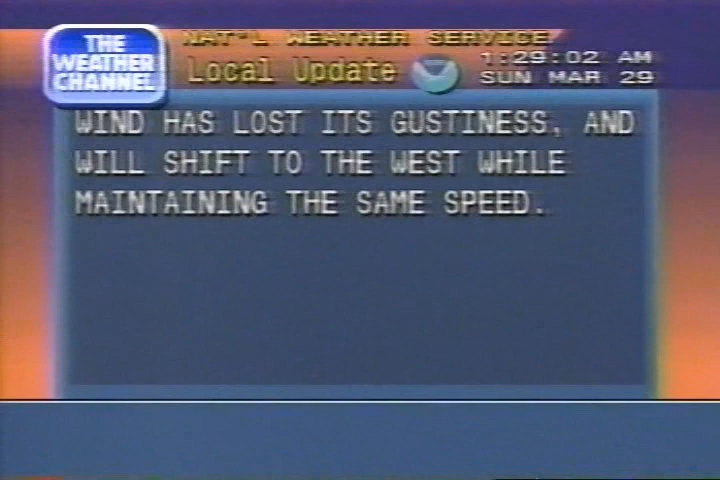 THE
WEATHER
CHANNEL
NAT'L WEATHER SERVICE
Local Update
1:29:02 AM
SUN MAR 29
WIND HAS LOST ITS GUSTINESS, AND
WILL SHIFT TO THE WEST WHILE
MAINTAINING THE SAME SPEED.